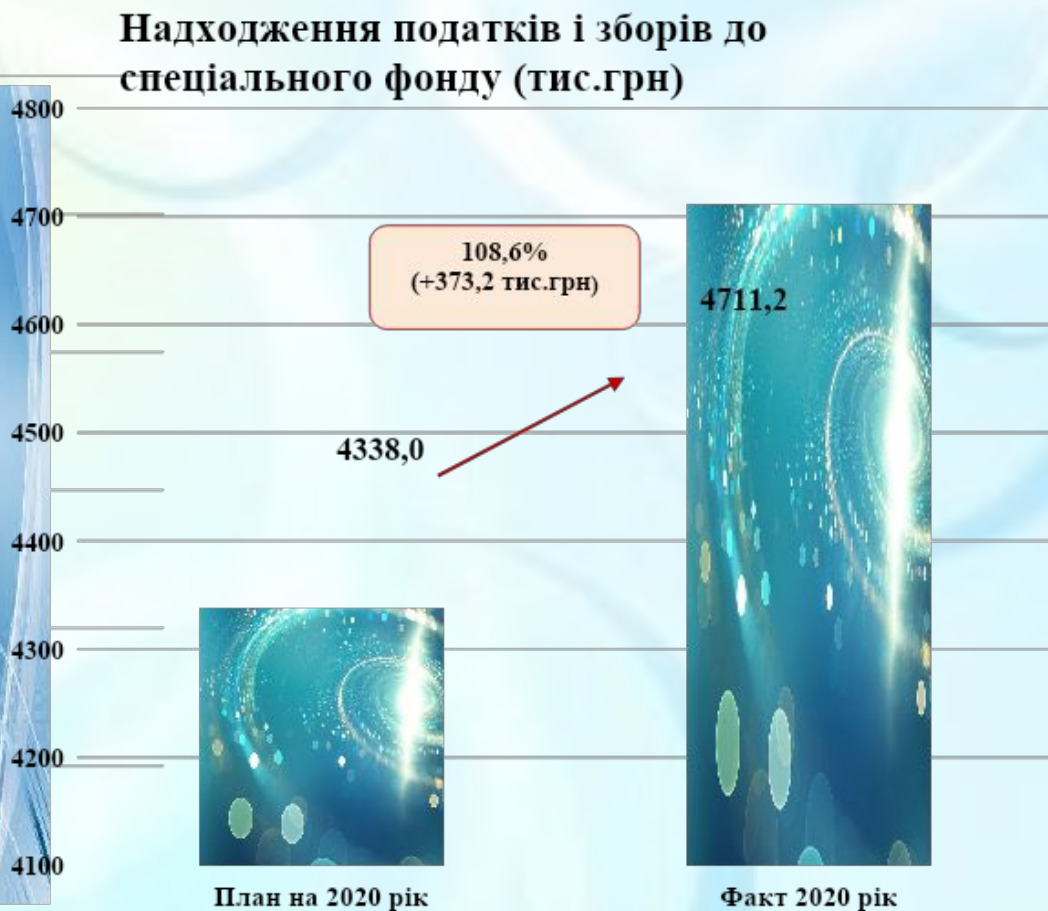 Надходження податків і зборів до
спеціального фонду (тис.грн)
4800
4700
4600
4500
4400
4300
4200
4100
108,6%
(+373,2 тис.грн)
4338,0
4711,2
План на 2020 рік
Факт 2020 рік